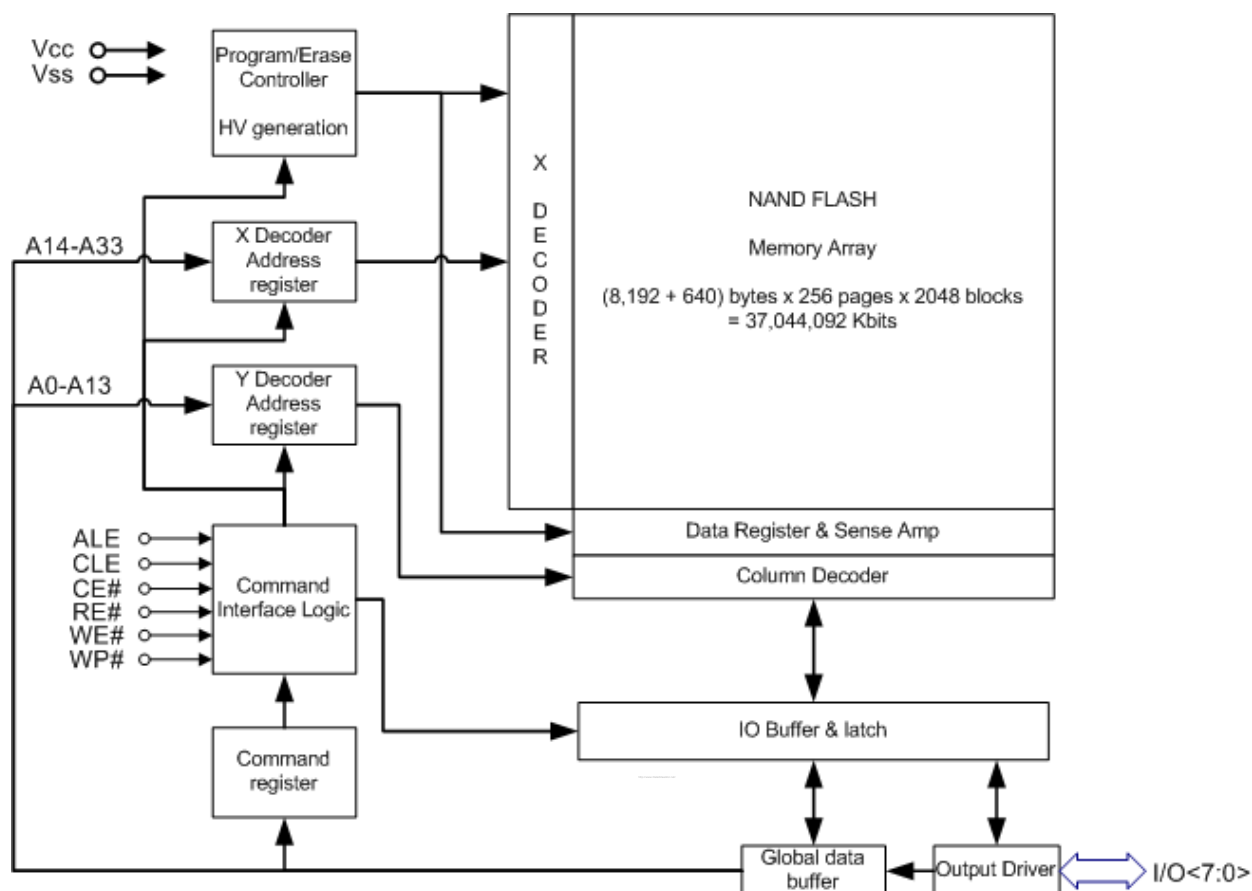 Vcc
Vss
Program/Erase
Controller
HV generation
A14-A33
X Decoder
Address
register
A0-A13
Y Decoder
Address
register
X
DECODER
NAND FLASH
Memory Array
(8,192 + 640) bytes x 256 pages x 2048 blocks
= 37,044,092 Kbits
Data Register & Sense Amp
Column Decoder
ALE
CLE
CE#
RE#
WE#
WP#
Command
Interface Logic
IO Buffer & latch
Command
register
Global data
buffer
Output Driver
I/O<7:0>